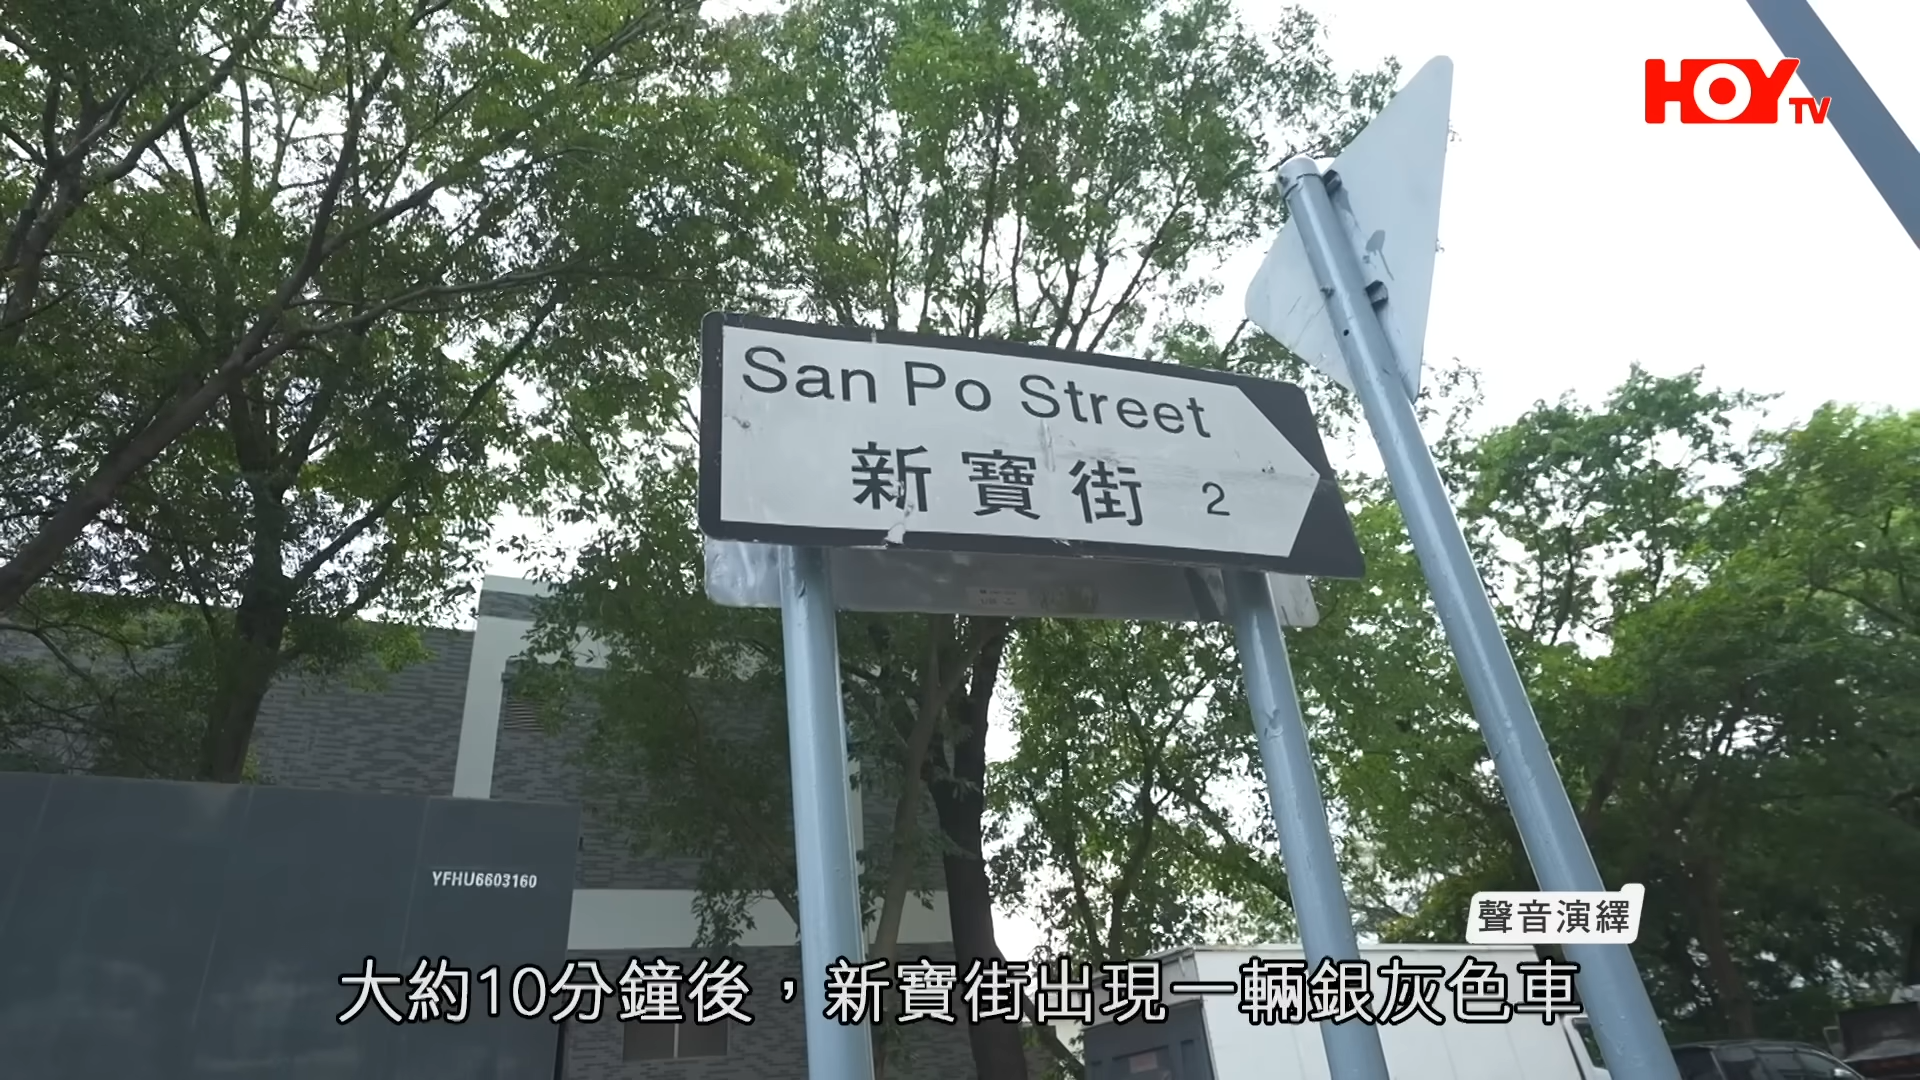 HOY TV
San Po Street
新寶街 2
YFHU6603160
聲音演繹
大約10分鐘後，新寶街出現一輛銀灰色車